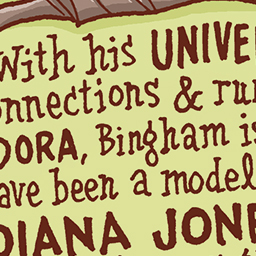 With his UNIVE
onnections & ru
DORA, Bingham is
ave been a model
DIANA JONE